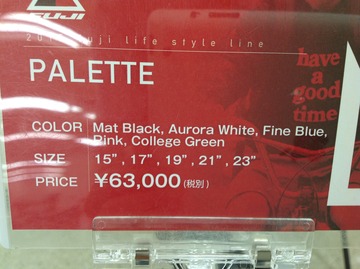 FUJI
fuji life style line
PALETTE
have
a
good
time
COLOR Mat Black, Aurora White, Fine Blue,
Pink, College Green
SIZE 15", 17", 19", 21", 23"
PRICE ¥63,000 (税別)